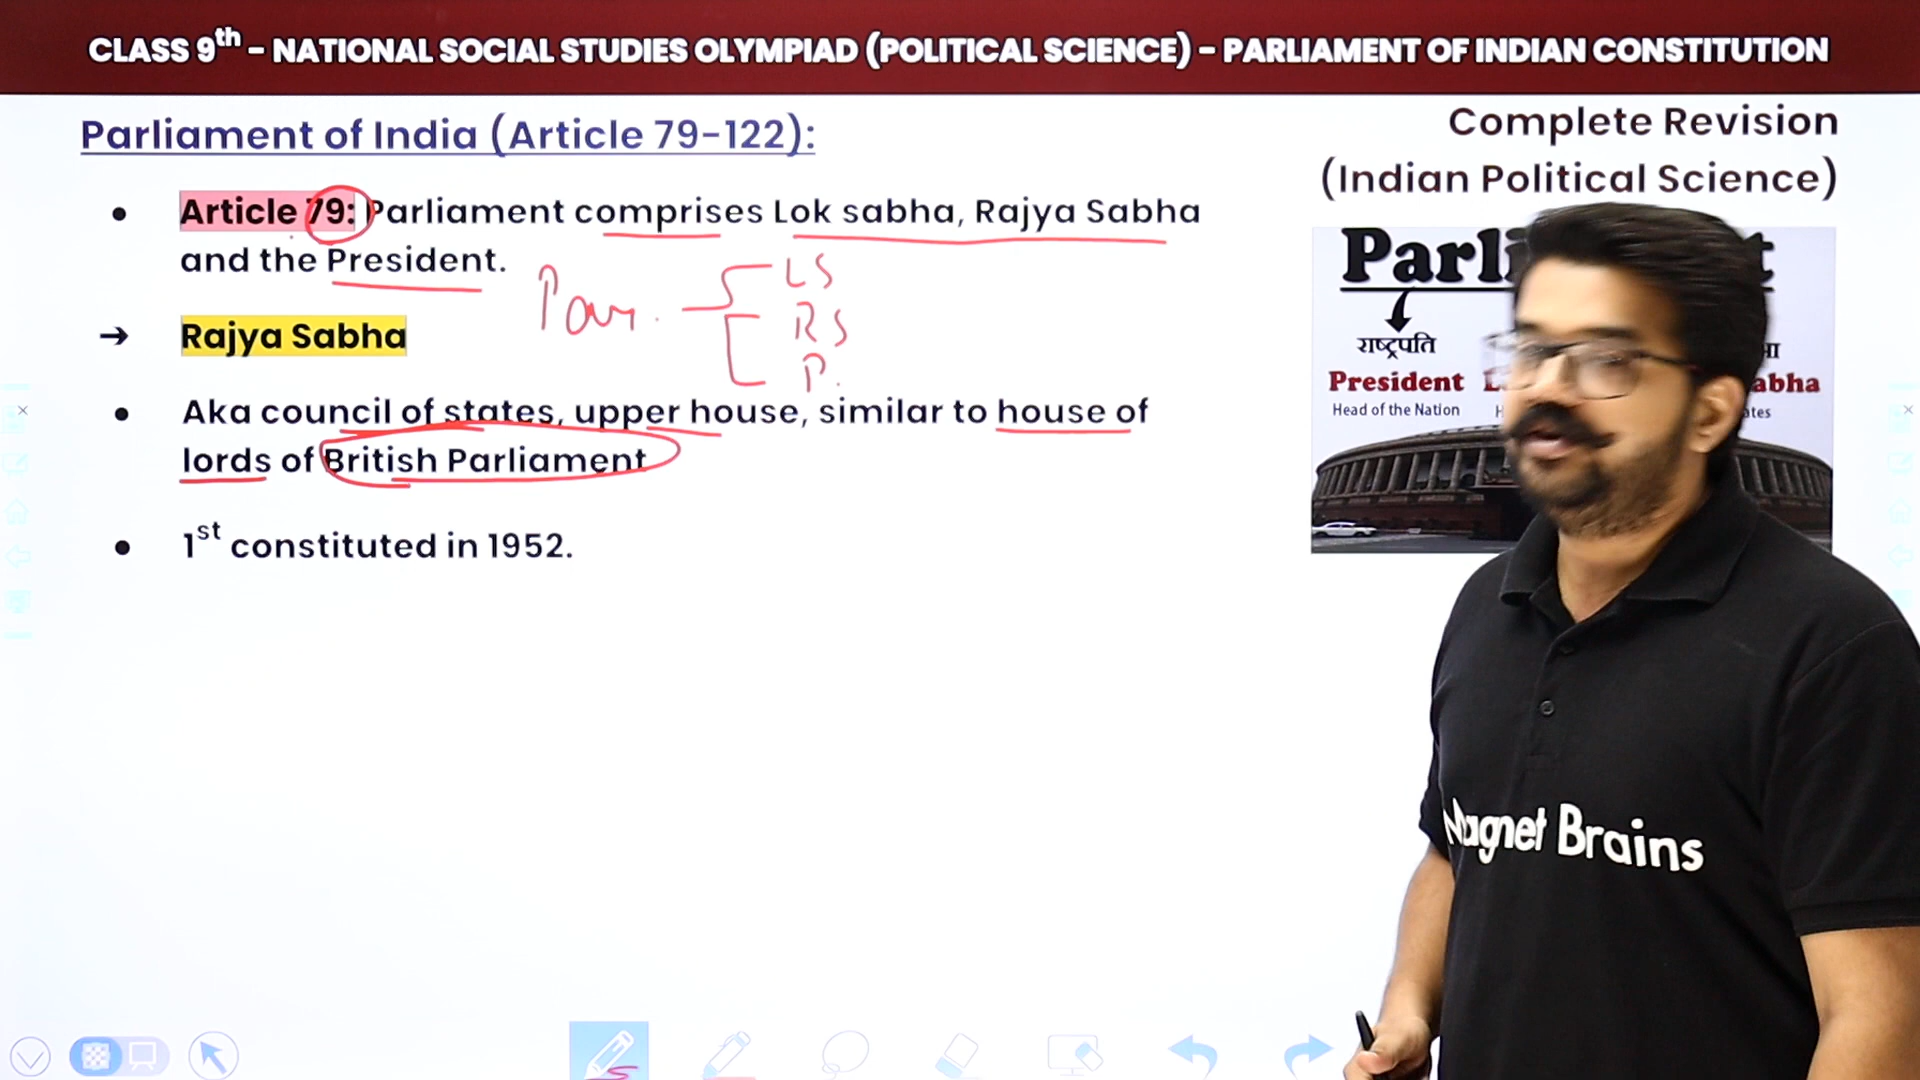 CLASS 9th – NATIONAL SOCIAL STUDIES OLYMPIAD (POLITICAL SCIENCE) – PARLIAMENT OF INDIAN CONSTITUTION
Parliament of India (Article 79-122):
Complete Revision
(Indian Political Science)
• Article 79: Parliament comprises Lok sabha, Rajya Sabha
and the President.
Par.
LS
RS
P.
→ Rajya Sabha
• Aka council of states, upper house, similar to house of
lords of British Parliament
• 1st constituted in 1952.
राष्ट्रपति
President
abha
Head of the Nation
ates
Magnet Brains